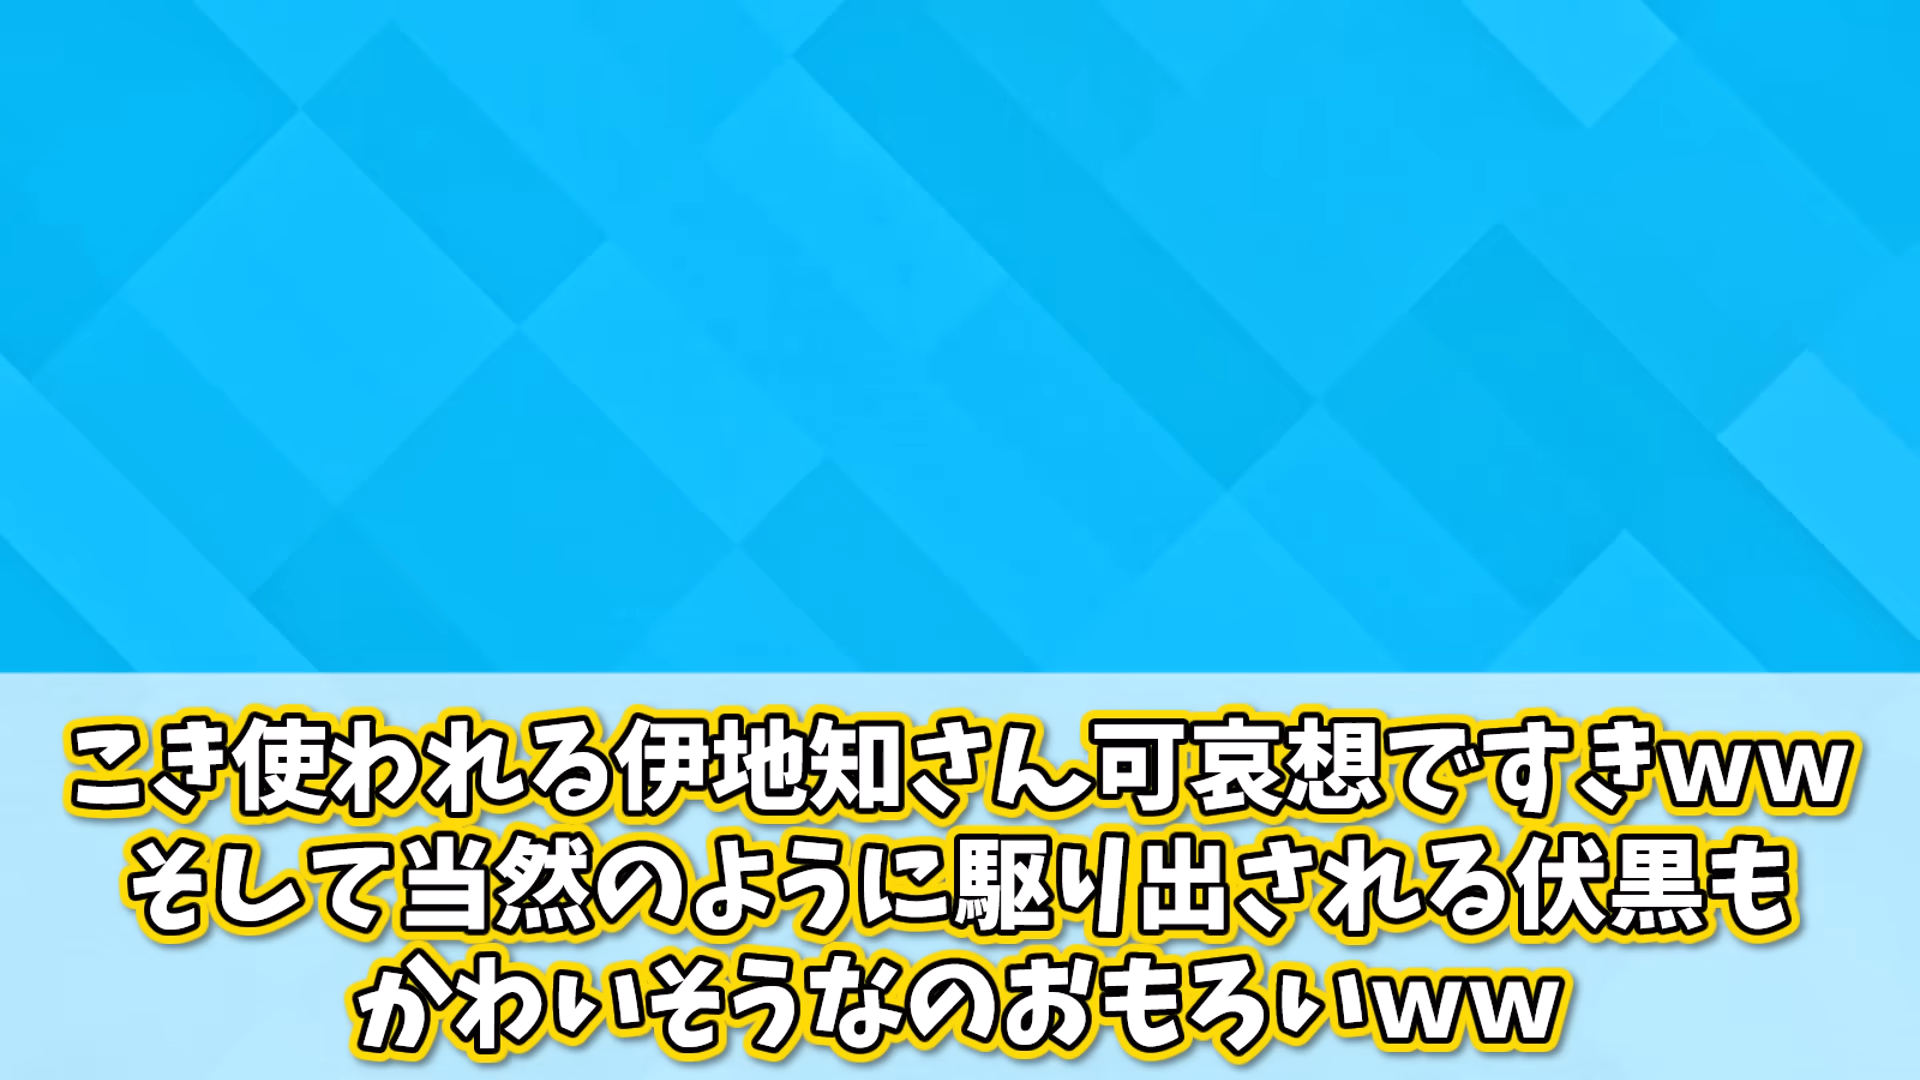 こき使われる伊地知さん可哀想ですきww
そして当然のように駆り出される伏黒も
かわいそうなのおもろいww